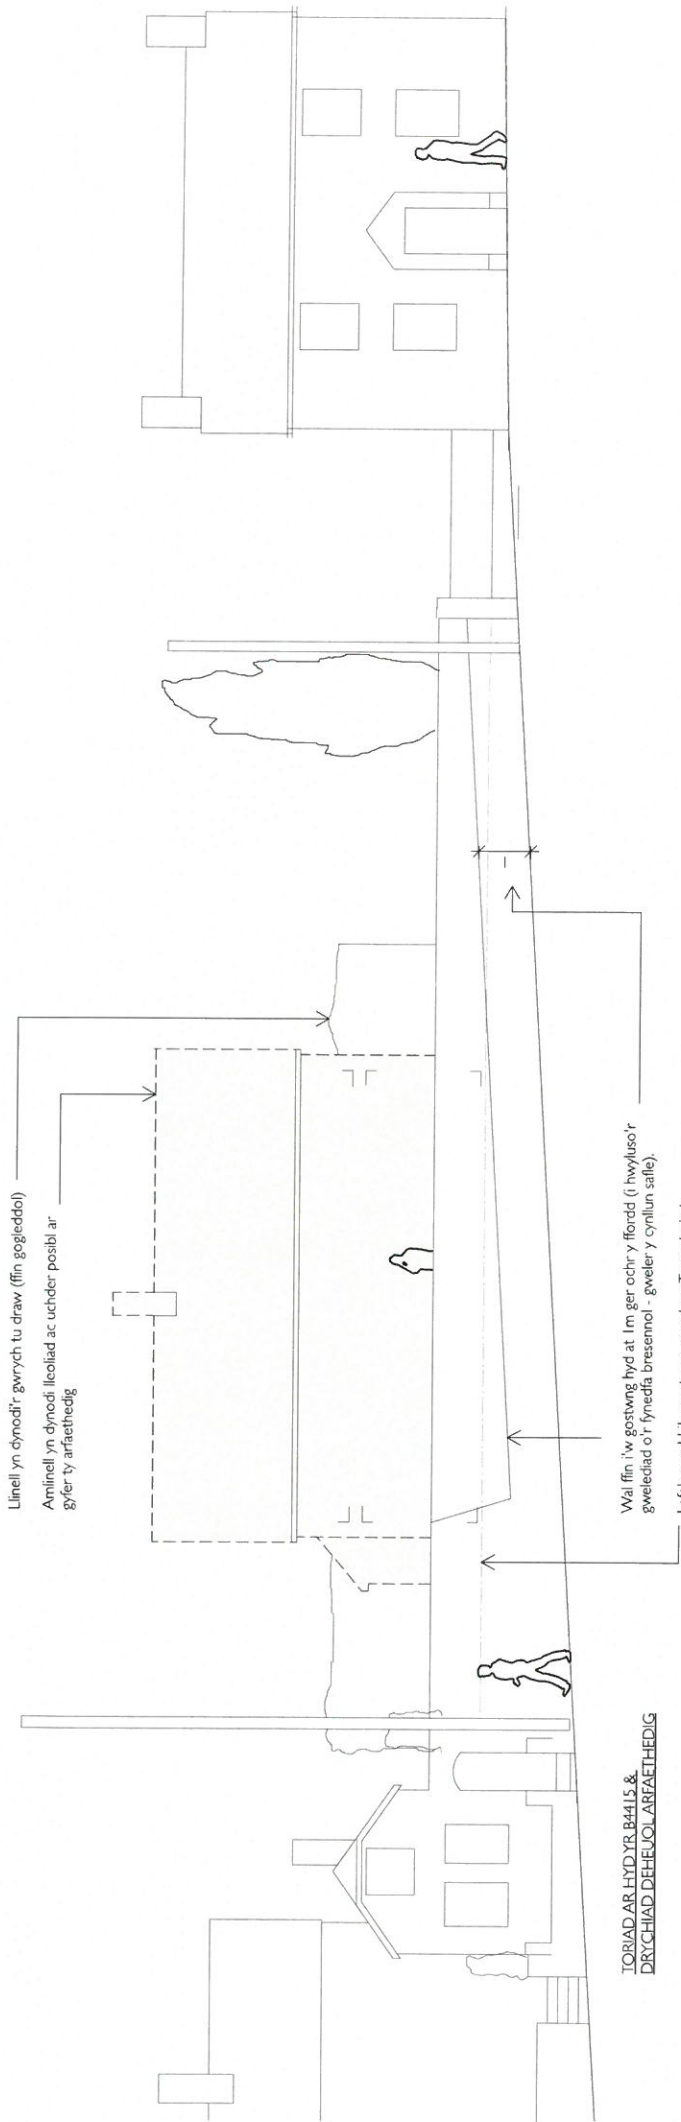 Llinell yn dynodi'r gwrych tu draw (ffin gogleddol)
Amlinell yn dynodi lleoliad ac uchder posibl ar
gyfer ty arfaethedig
Wal ffin i'w gostwng hyd at 1m ger ochr y ffordd (i hwyluso'r
gwelediad o'r fynedfa bresennol - gweler y cynllun safle).
TORIAD AR HYD YR B4415 &
DRYCHIAD DEHEUOL ARFAETHEDIG